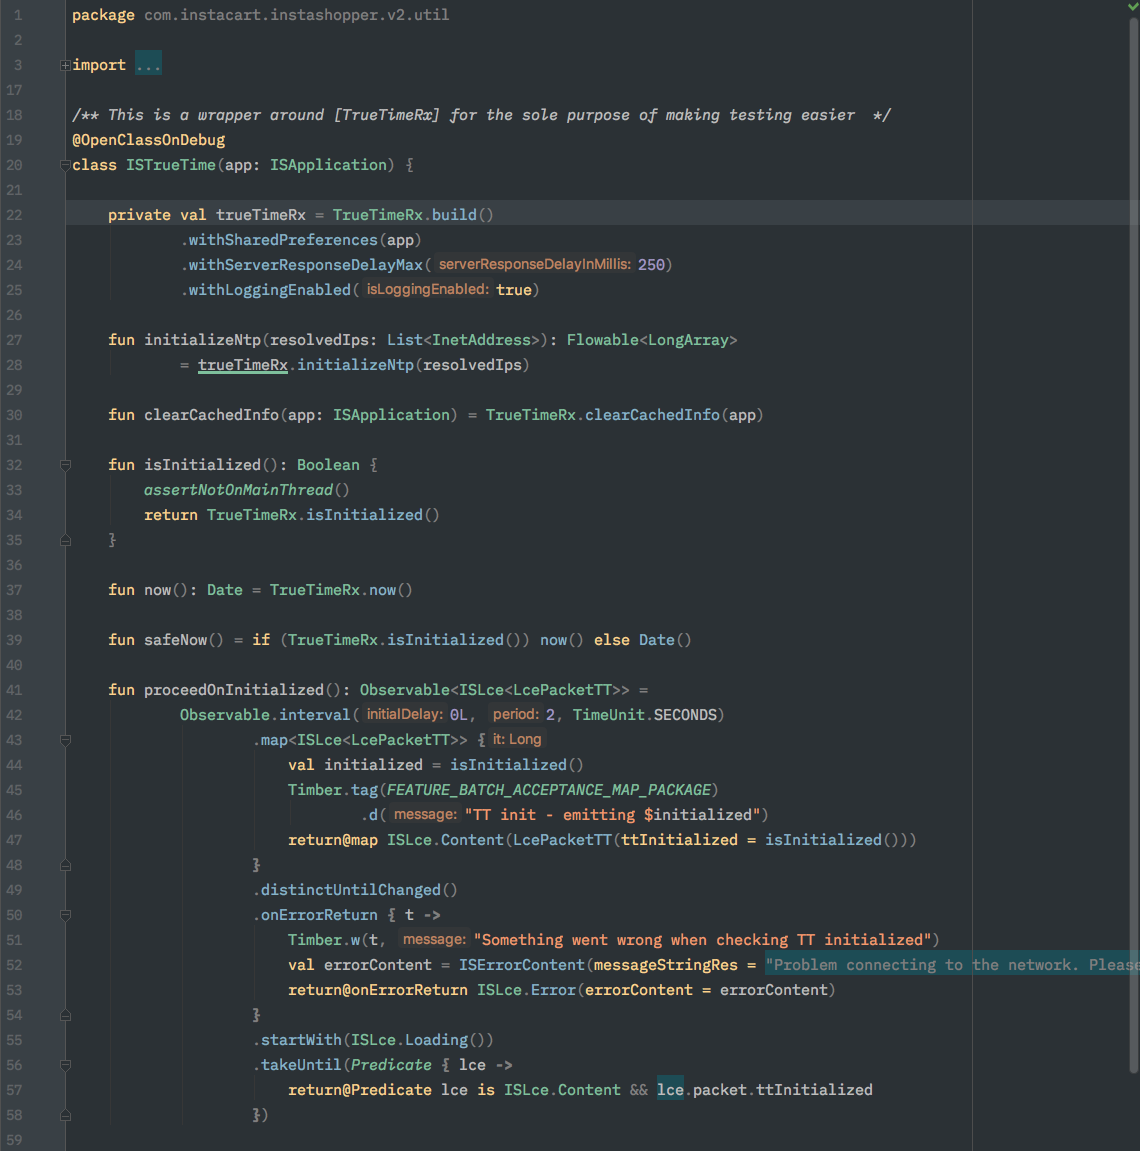 1 package com.instacart.instashopper.v2.util
2
3 import ...
17
18 /** This is a wrapper around [TrueTimeRx] for the sole purpose of making testing easier  */
19 @OpenClassOnDebug
20 class ISTrueTime(app: ISApplication) {
21
22     private val trueTimeRx = TrueTimeRx.build()
23             .withSharedPreferences(app)
24             .withServerResponseDelayMax( serverResponseDelayInMillis: 250)
25             .withLoggingEnabled( isLoggingEnabled: true)
26
27     fun initializeNtp(resolvedIps: List<InetAddress>): Flowable<LongArray>
28             = trueTimeRx.initializeNtp(resolvedIps)
29
30     fun clearCachedInfo(app: ISApplication) = TrueTimeRx.clearCachedInfo(app)
31
32     fun isInitialized(): Boolean {
33         assertNotOnMainThread()
34         return TrueTimeRx.isInitialized()
35     }
36
37     fun now(): Date = TrueTimeRx.now()
38
39     fun safeNow() = if (TrueTimeRx.isInitialized()) now() else Date()
40
41     fun proceedOnInitialized(): Observable<ISLce<LcePacketTT>> =
42             Observable.interval( initialDelay: 0L, period: 2, TimeUnit.SECONDS)
43                     .map<ISLce<LcePacketTT>> { it: Long
44                         val initialized = isInitialized()
45                         Timber.tag(FEATURE_BATCH_ACCEPTANCE_MAP_PACKAGE)
46                                 .d( message: "TT init - emitting $initialized")
47                         return@map ISLce.Content(LcePacketTT(ttInitialized = isInitialized()))
48                     }
49                     .distinctUntilChanged()
50                     .onErrorReturn { t ->
51                         Timber.w(t, message: "Something went wrong when checking TT initialized")
52                         val errorContent = ISErrorContent(messageStringRes = "Problem connecting to the network. Please
53                         return@onErrorReturn ISLce.Error(errorContent = errorContent)
54                     }
55                     .startWith(ISLce.Loading())
56                     .takeUntil(Predicate { lce ->
57                         return@Predicate lce is ISLce.Content && lce.packet.ttInitialized
58                     })
59